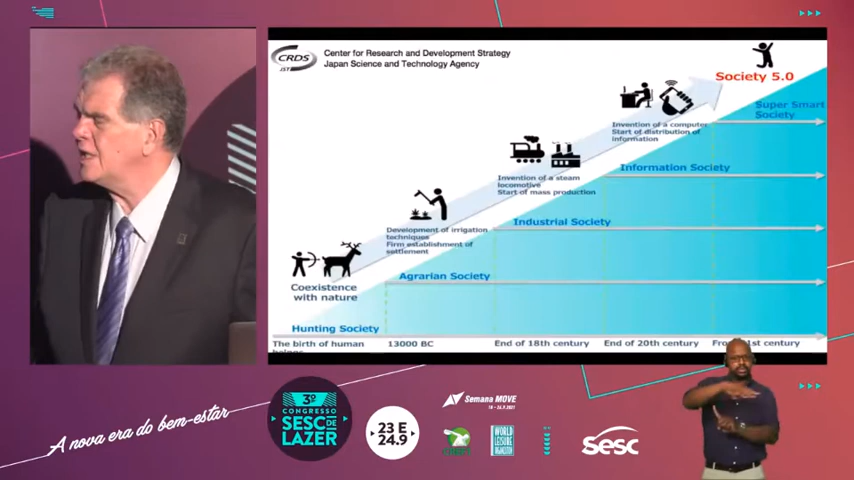 CRDS
JST
Center for Research and Development Strategy
Japan Science and Technology Agency
Society 5.0
Super Smart
Society
Invention of a computer
Start of distribution of
information
Information Society
Invention of a steam
locomotive
Start of mass production
Industrial Society
Development of irrigation
techniques
Firm establishment of
settlement
Agrarian Society
Coexistence
with nature
Hunting Society
The birth of human
beings
13000 BC
End of 18th century
End of 20th century
A nova era do bem-estar
3º
CONGRESSO
SESC DE
LAZER
23 E
24.9
Semana MOVE
WORLD
LEISURE
ORGANIZATION
Sesc